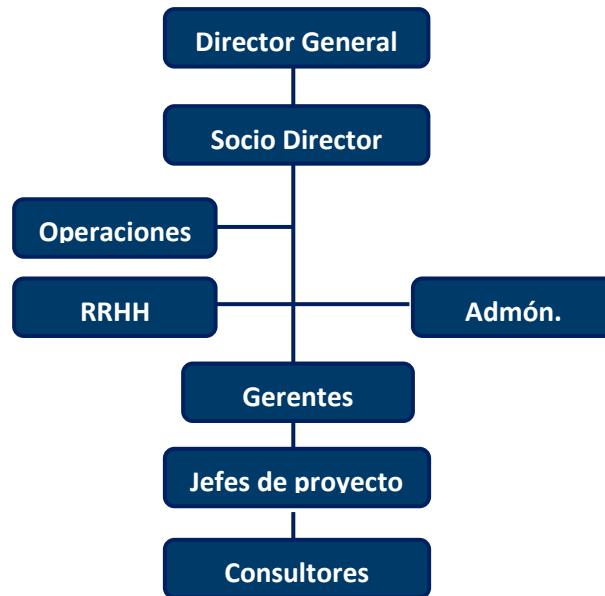 Director General
Socio Director
Operaciones
RRHH
Admón.
Gerentes
Jefes de proyecto
Consultores